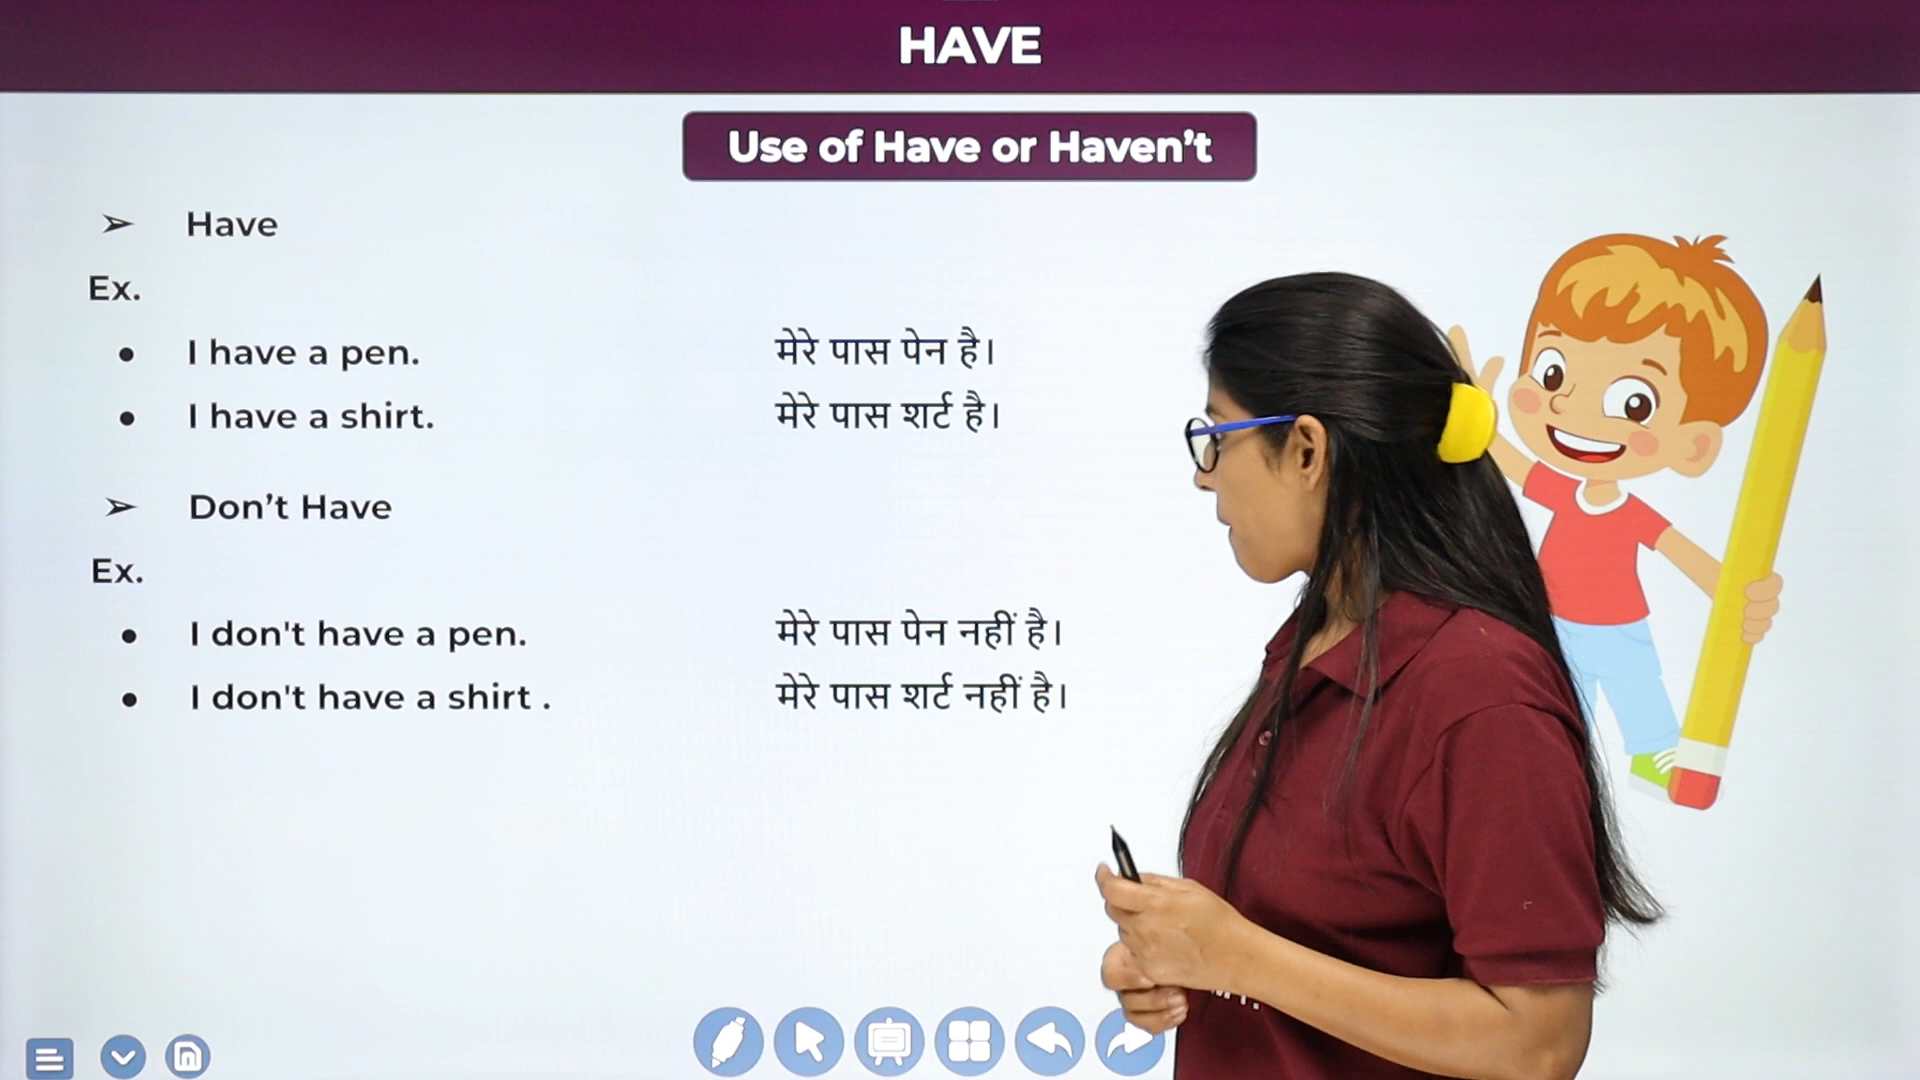 HAVE
Use of Have or Haven’t
➢ Have
Ex.
• I have a pen. मेरे पास पेन है।
• I have a shirt. मेरे पास शर्ट है।
➢ Don’t Have
Ex.
• I don't have a pen. मेरे पास पेन नहीं है।
• I don't have a shirt . मेरे पास शर्ट नहीं है।